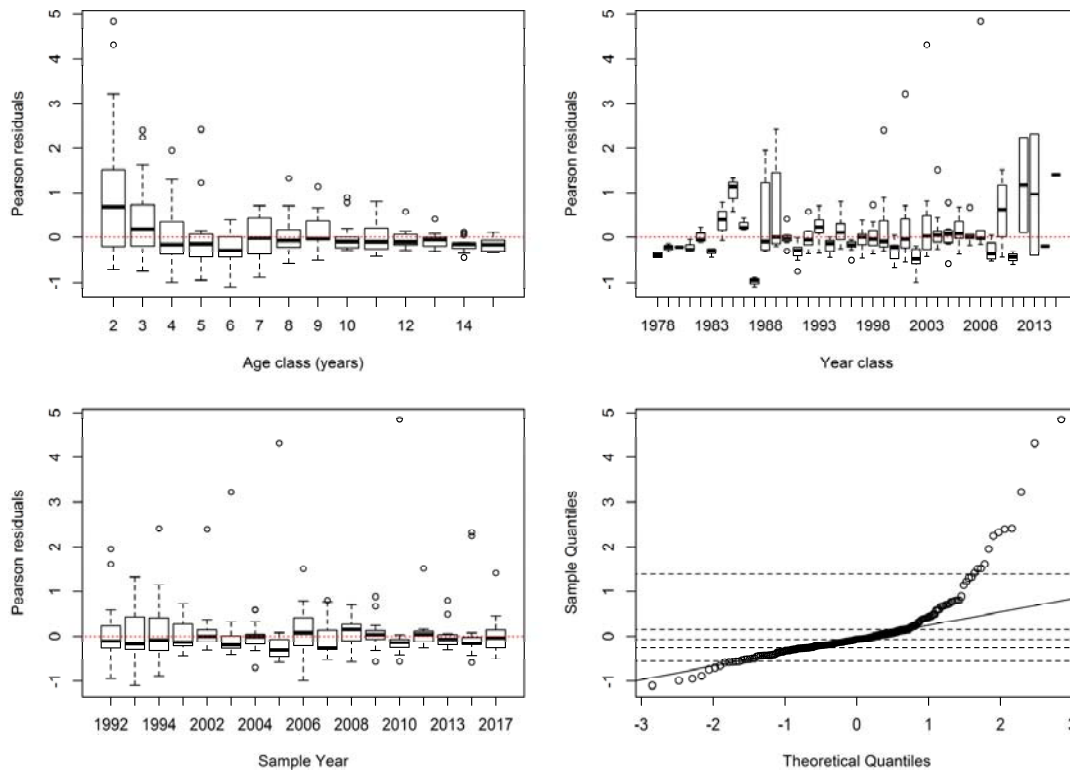 Pearson residuals
5
4
3
2
1
0
-1
2 3 4 5 6 7 8 9 10 12 14
Age class (years)
Pearson residuals
5
4
3
2
1
0
-1
1978 1983 1988 1993 1998 2003 2008 2013
Year class
Pearson residuals
5
4
3
2
1
0
-1
1992 1994 2002 2004 2006 2008 2010 2013 2017
Sample Year
Sample Quantiles
5
4
3
2
1
0
-1
-3 -2 -1 0 1 2 3
Theoretical Quantiles